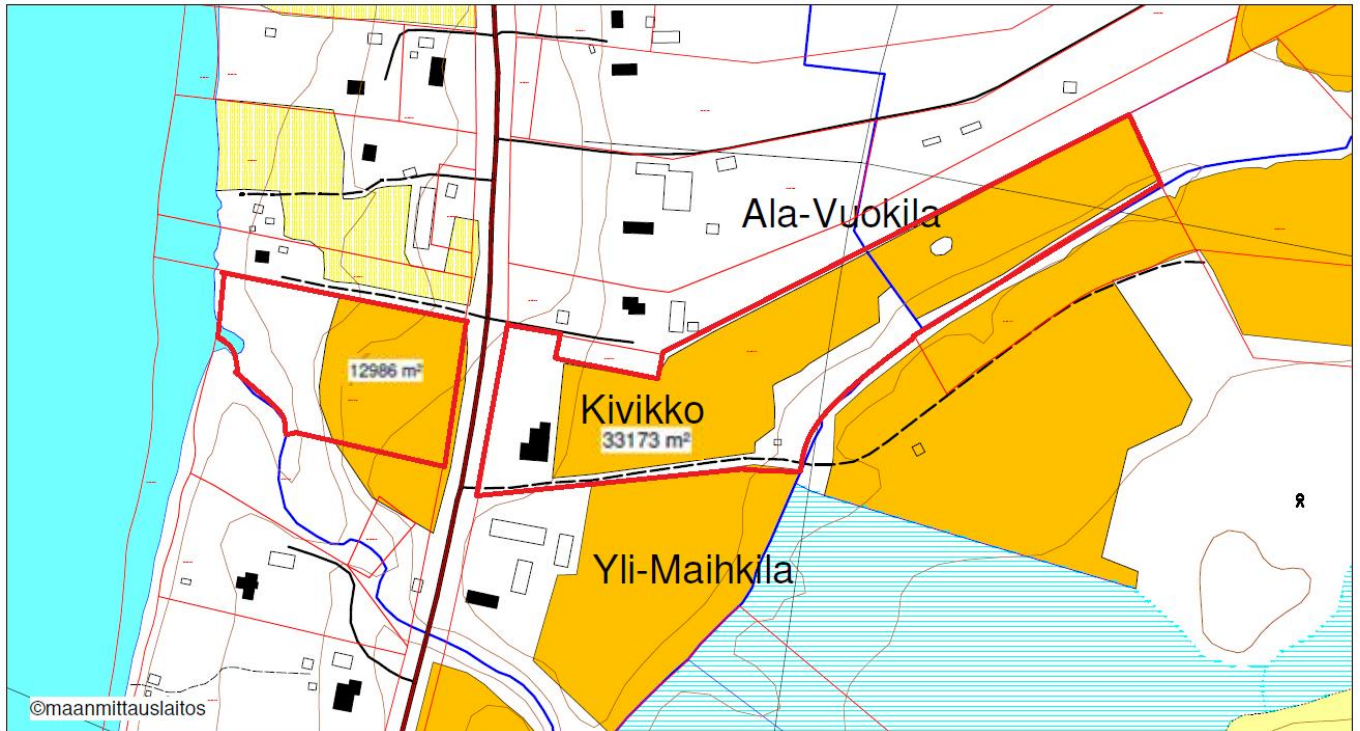 Ala-Vuokila
12986 m²
Kivikko
33173 m²
Yli-Maihkila
©maanmittauslaitos